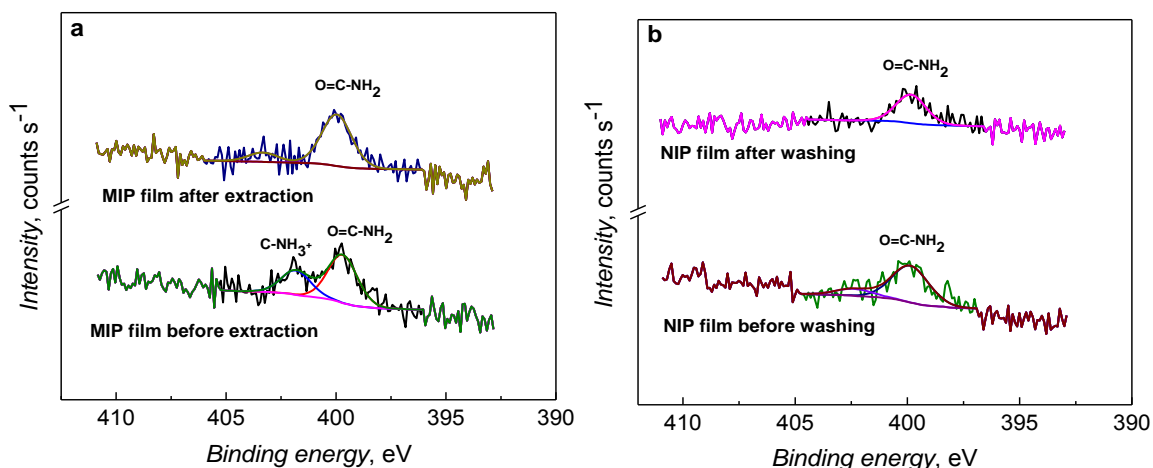 a
Intensity, counts s⁻¹
O=C-NH₂
MIP film after extraction
C-NH₃⁺
O=C-NH₂
MIP film before extraction
410 405 400 395 390
Binding energy, eV
b
Intensity, counts s⁻¹
O=C-NH₂
NIP film after washing
O=C-NH₂
NIP film before washing
410 405 400 395 390
Binding energy, eV